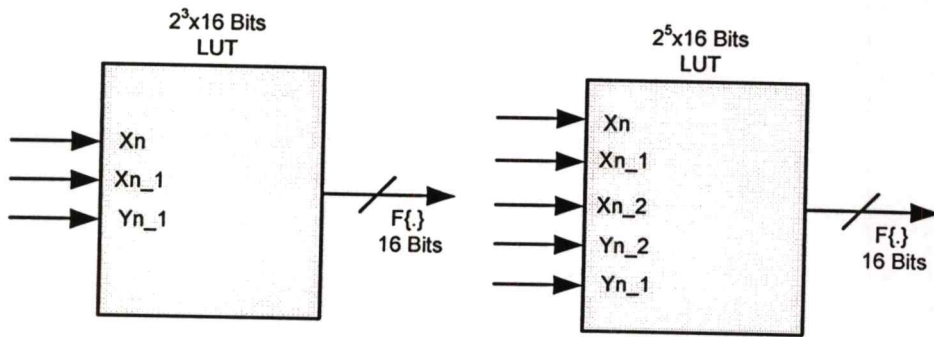 2³x16 Bits
LUT
Xn
Xn_1
Yn_1
F{.}
16 Bits
2⁵x16 Bits
LUT
Xn
Xn_1
Xn_2
Yn_2
Yn_1
F{.}
16 Bits